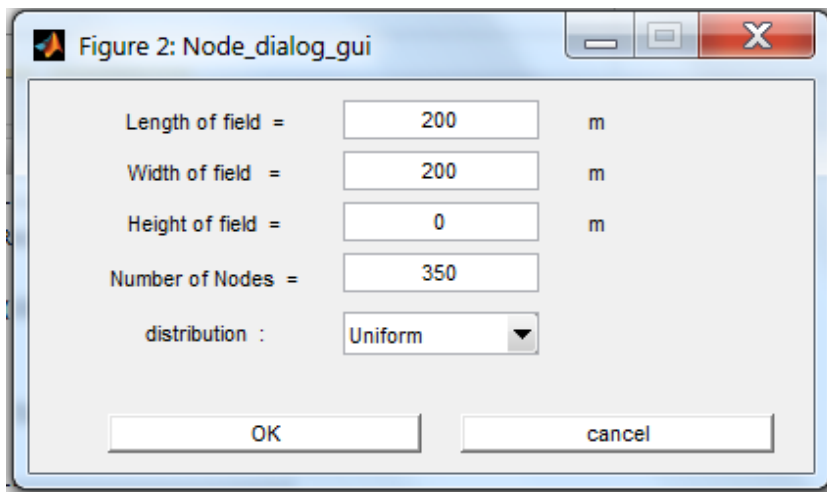 Figure 2: Node_dialog_gui
Length of field = 200 m
Width of field = 200 m
Height of field = 0 m
Number of Nodes = 350
distribution : Uniform
OK cancel